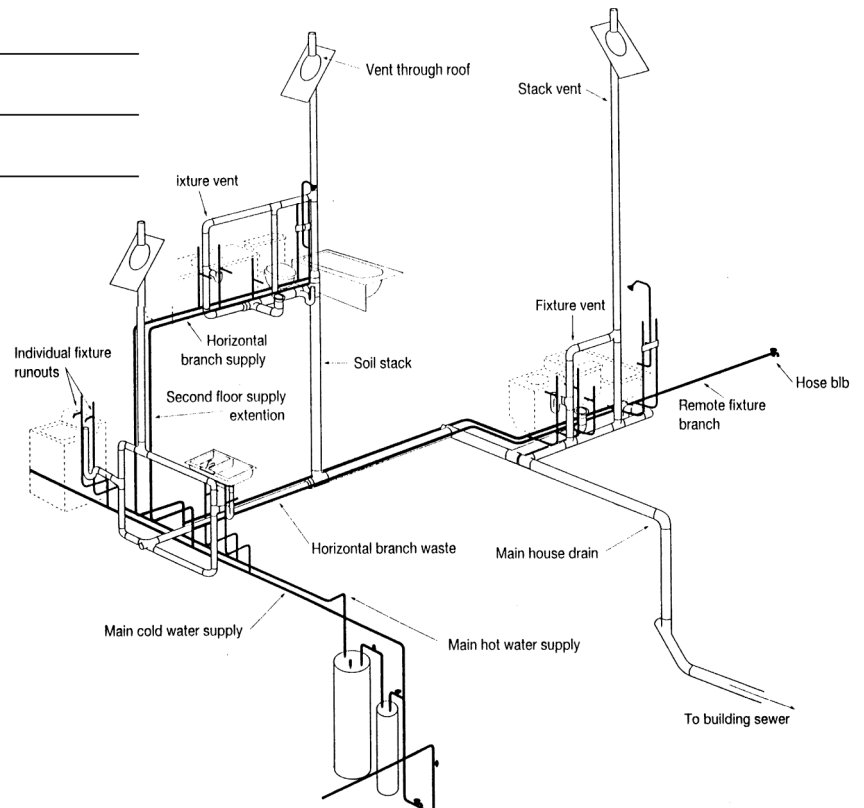 Vent through roof
Stack vent
ixture vent
Fixture vent
Horizontal
branch supply
Soil stack
Individual fixture
runouts
Second floor supply
extention
Hose blb
Remote fixture
branch
Horizontal branch waste
Main house drain
Main cold water supply
Main hot water supply
To building sewer